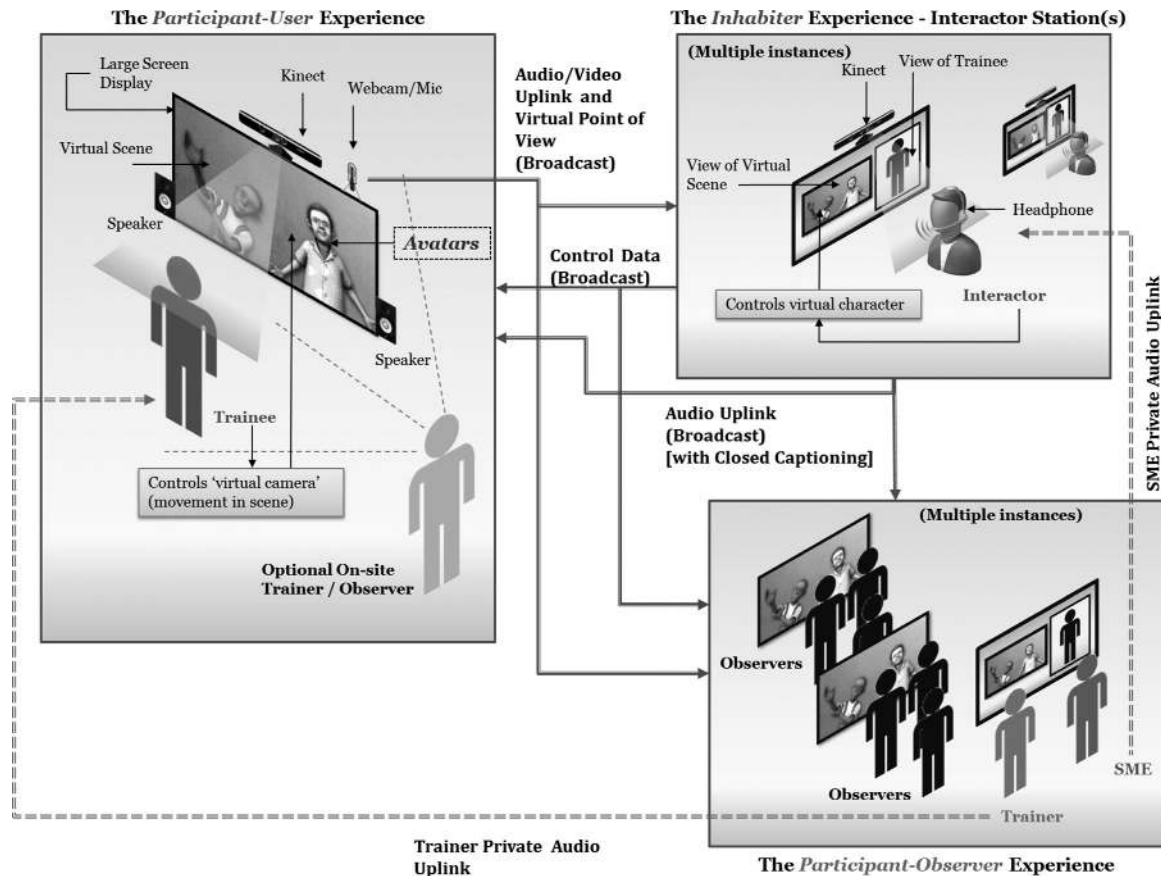 The Participant-User Experience
Large Screen
Display
Kinect
Webcam/Mic
Virtual Scene
Speaker
Avatars
Speaker
Trainee
Controls ‘virtual camera’
(movement in scene)
Optional On-site
Trainer / Observer
Audio/Video
Uplink and
Virtual Point of
View
(Broadcast)
Control Data
(Broadcast)
The Inhabiter Experience - Interactor Station(s)
(Multiple instances)
Kinect
View of Trainee
View of Virtual
Scene
Headphone
Controls virtual character
Interactor
Audio Uplink
(Broadcast)
[with Closed Captioning]
SME Private Audio Uplink
(Multiple instances)
Observers
Observers
SME
Trainer
Trainer Private Audio
Uplink
The Participant-Observer Experience